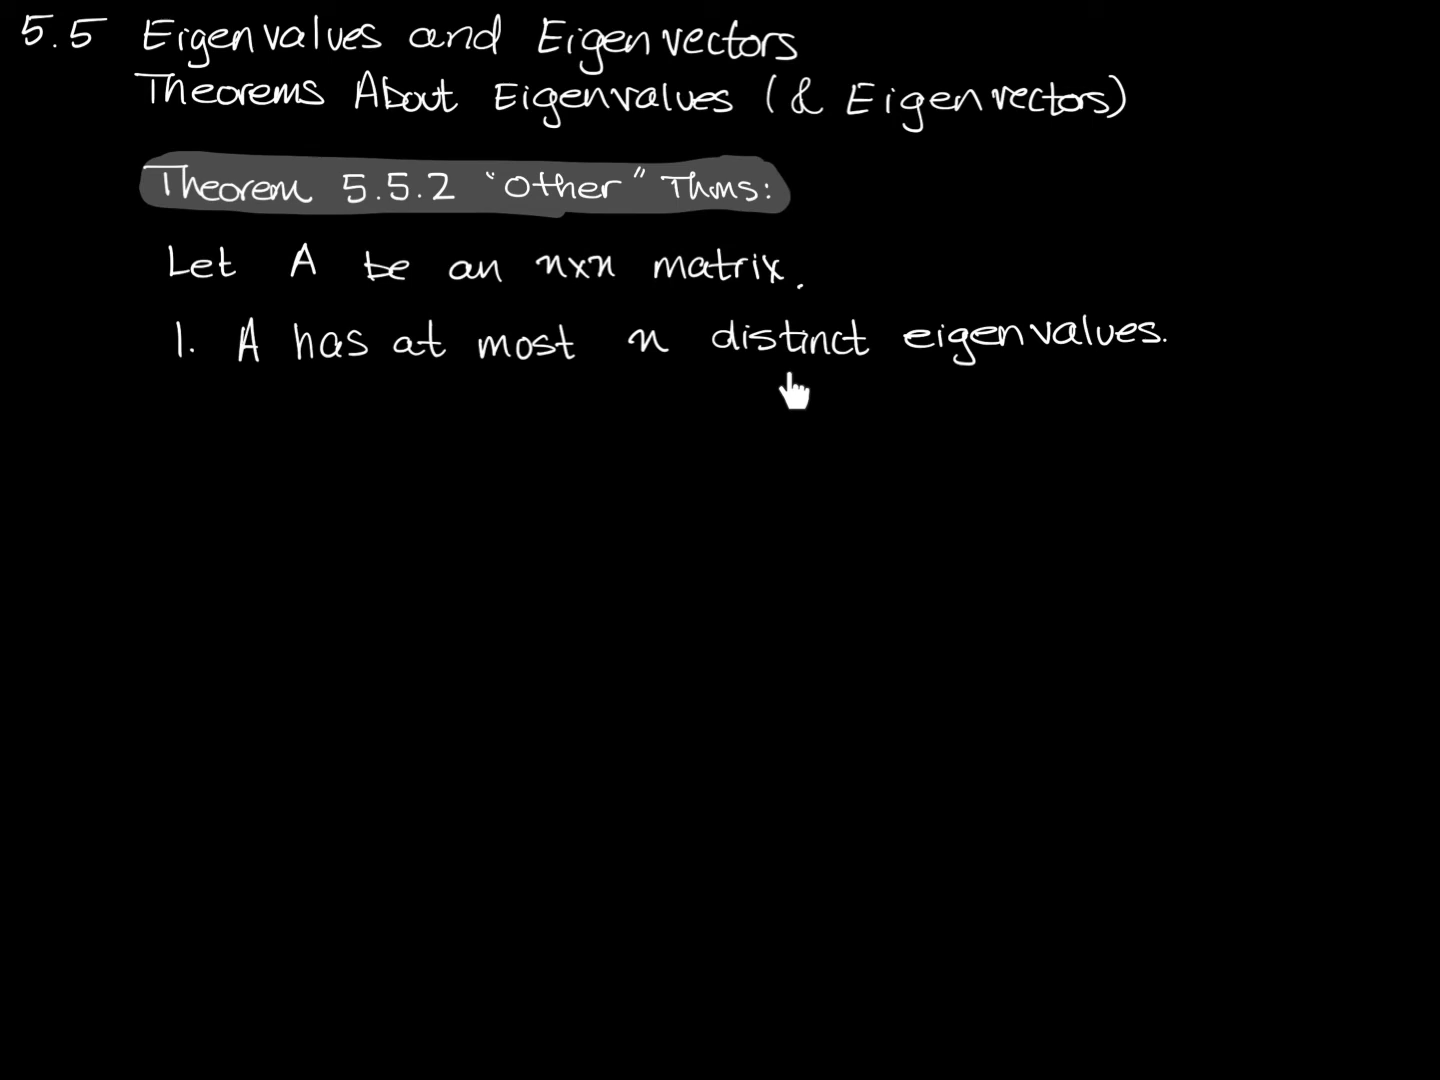 5.5 Eigenvalues and Eigenvectors
Theorems About Eigenvalues (& Eigenvectors)
Theorem 5.5.2 "Other" Thms:
Let A be an n×n matrix.
1. A has at most n distinct eigenvalues.